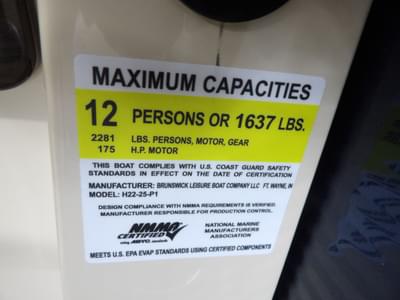 MAXIMUM CAPACITIES
12 PERSONS OR 1637 LBS.
2281 LBS. PERSONS, MOTOR, GEAR
175 H.P. MOTOR
THIS BOAT COMPLIES WITH U.S. COAST GUARD SAFETY
STANDARDS IN EFFECT ON THE DATE OF CERTIFICATION
MANUFACTURER: BRUNSWICK LEISURE BOAT COMPANY LLC FT. WAYNE, IN
MODEL: H22-25-P1
DESIGN COMPLIANCE WITH NMMA REQUIREMENTS IS VERIFIED.
MANUFACTURER RESPONSIBLE FOR PRODUCTION CONTROL.
NMMA
CERTIFIED
using ABYC standards
NATIONAL MARINE
MANUFACTURERS
ASSOCIATION
MEETS U.S. EPA EVAP STANDARDS USING CERTIFIED COMPONENTS